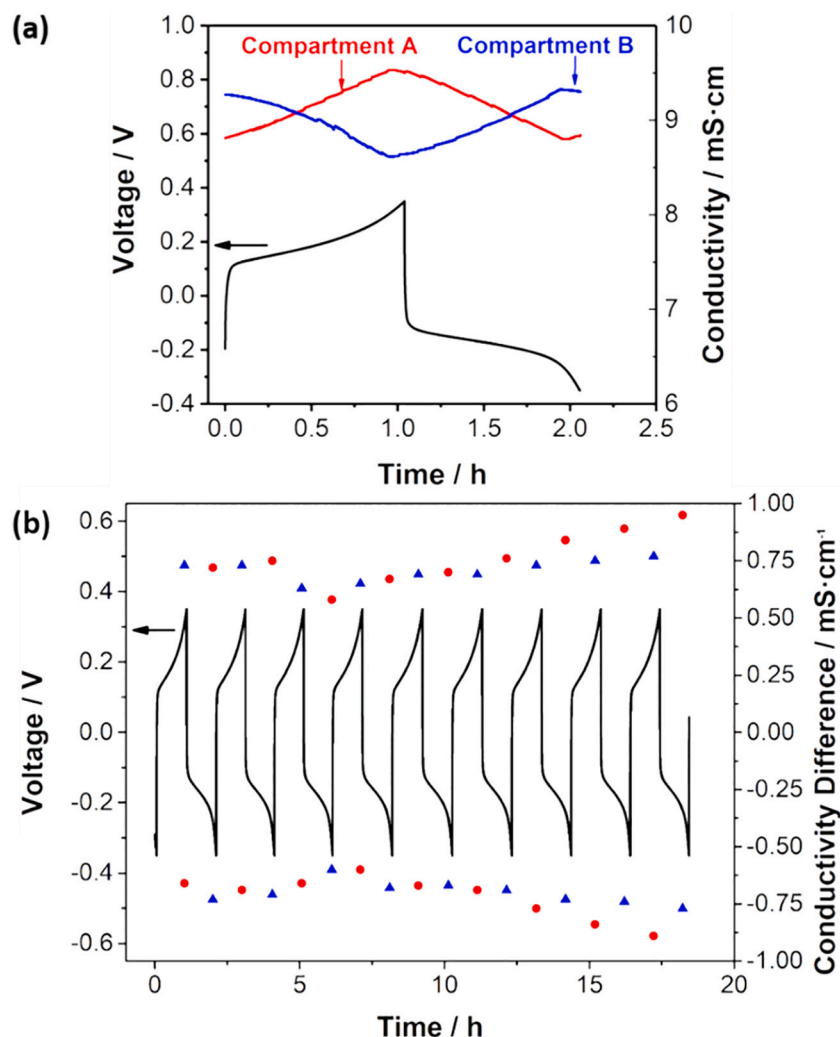 (a)
Compartment A
Compartment B
Voltage / V
1.0
0.8
0.6
0.4
0.2
0.0
-0.2
-0.4
10
9
8
7
6
Conductivity / mS·cm
0.0 0.5 1.0 1.5 2.0 2.5
Time / h
(b)
Voltage / V
0.6
0.4
0.2
0.0
-0.2
-0.4
-0.6
1.00
0.75
0.50
0.25
0.00
-0.25
-0.50
-0.75
-1.00
Conductivity Difference / mS·cm⁻¹
0 5 10 15 20
Time / h